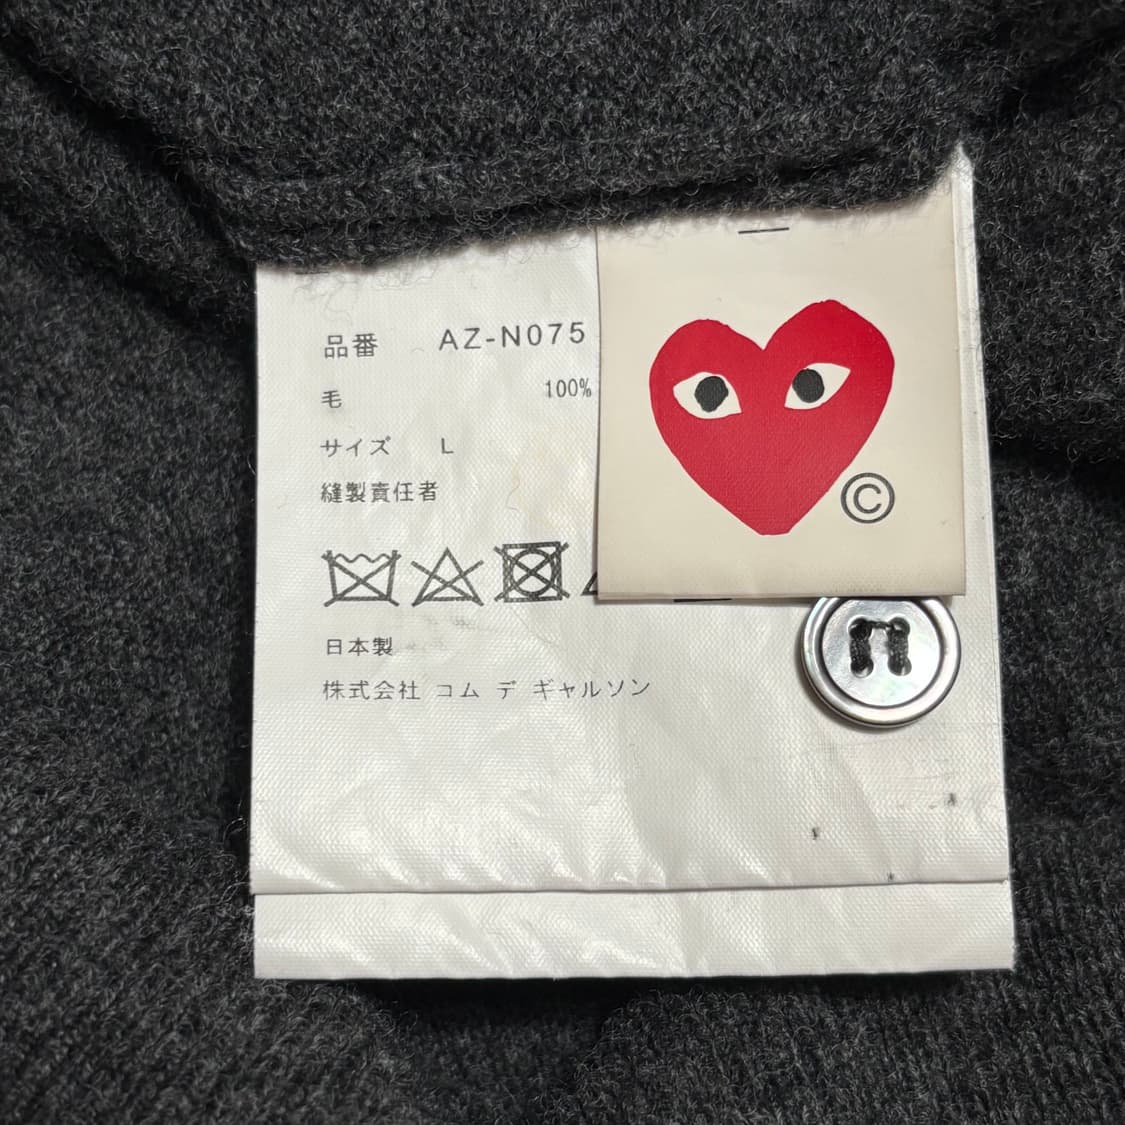 品番 AZ-N075
毛 100%
サイズ L
縫製責任者
日本製
株式会社 コム デ ギャルソン
©